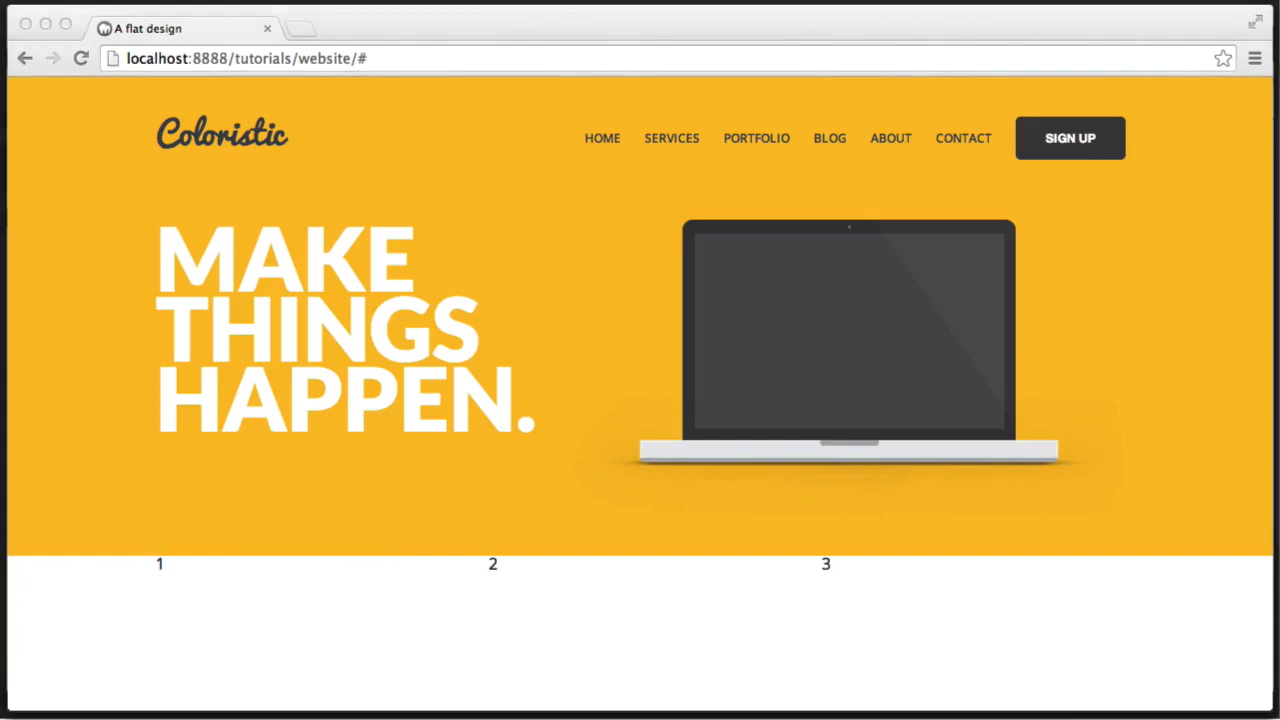 A flat design
localhost:8888/tutorials/website/#
Coloristic
HOME SERVICES PORTFOLIO BLOG ABOUT CONTACT SIGN UP
MAKE
THINGS
HAPPEN.
1 2 3